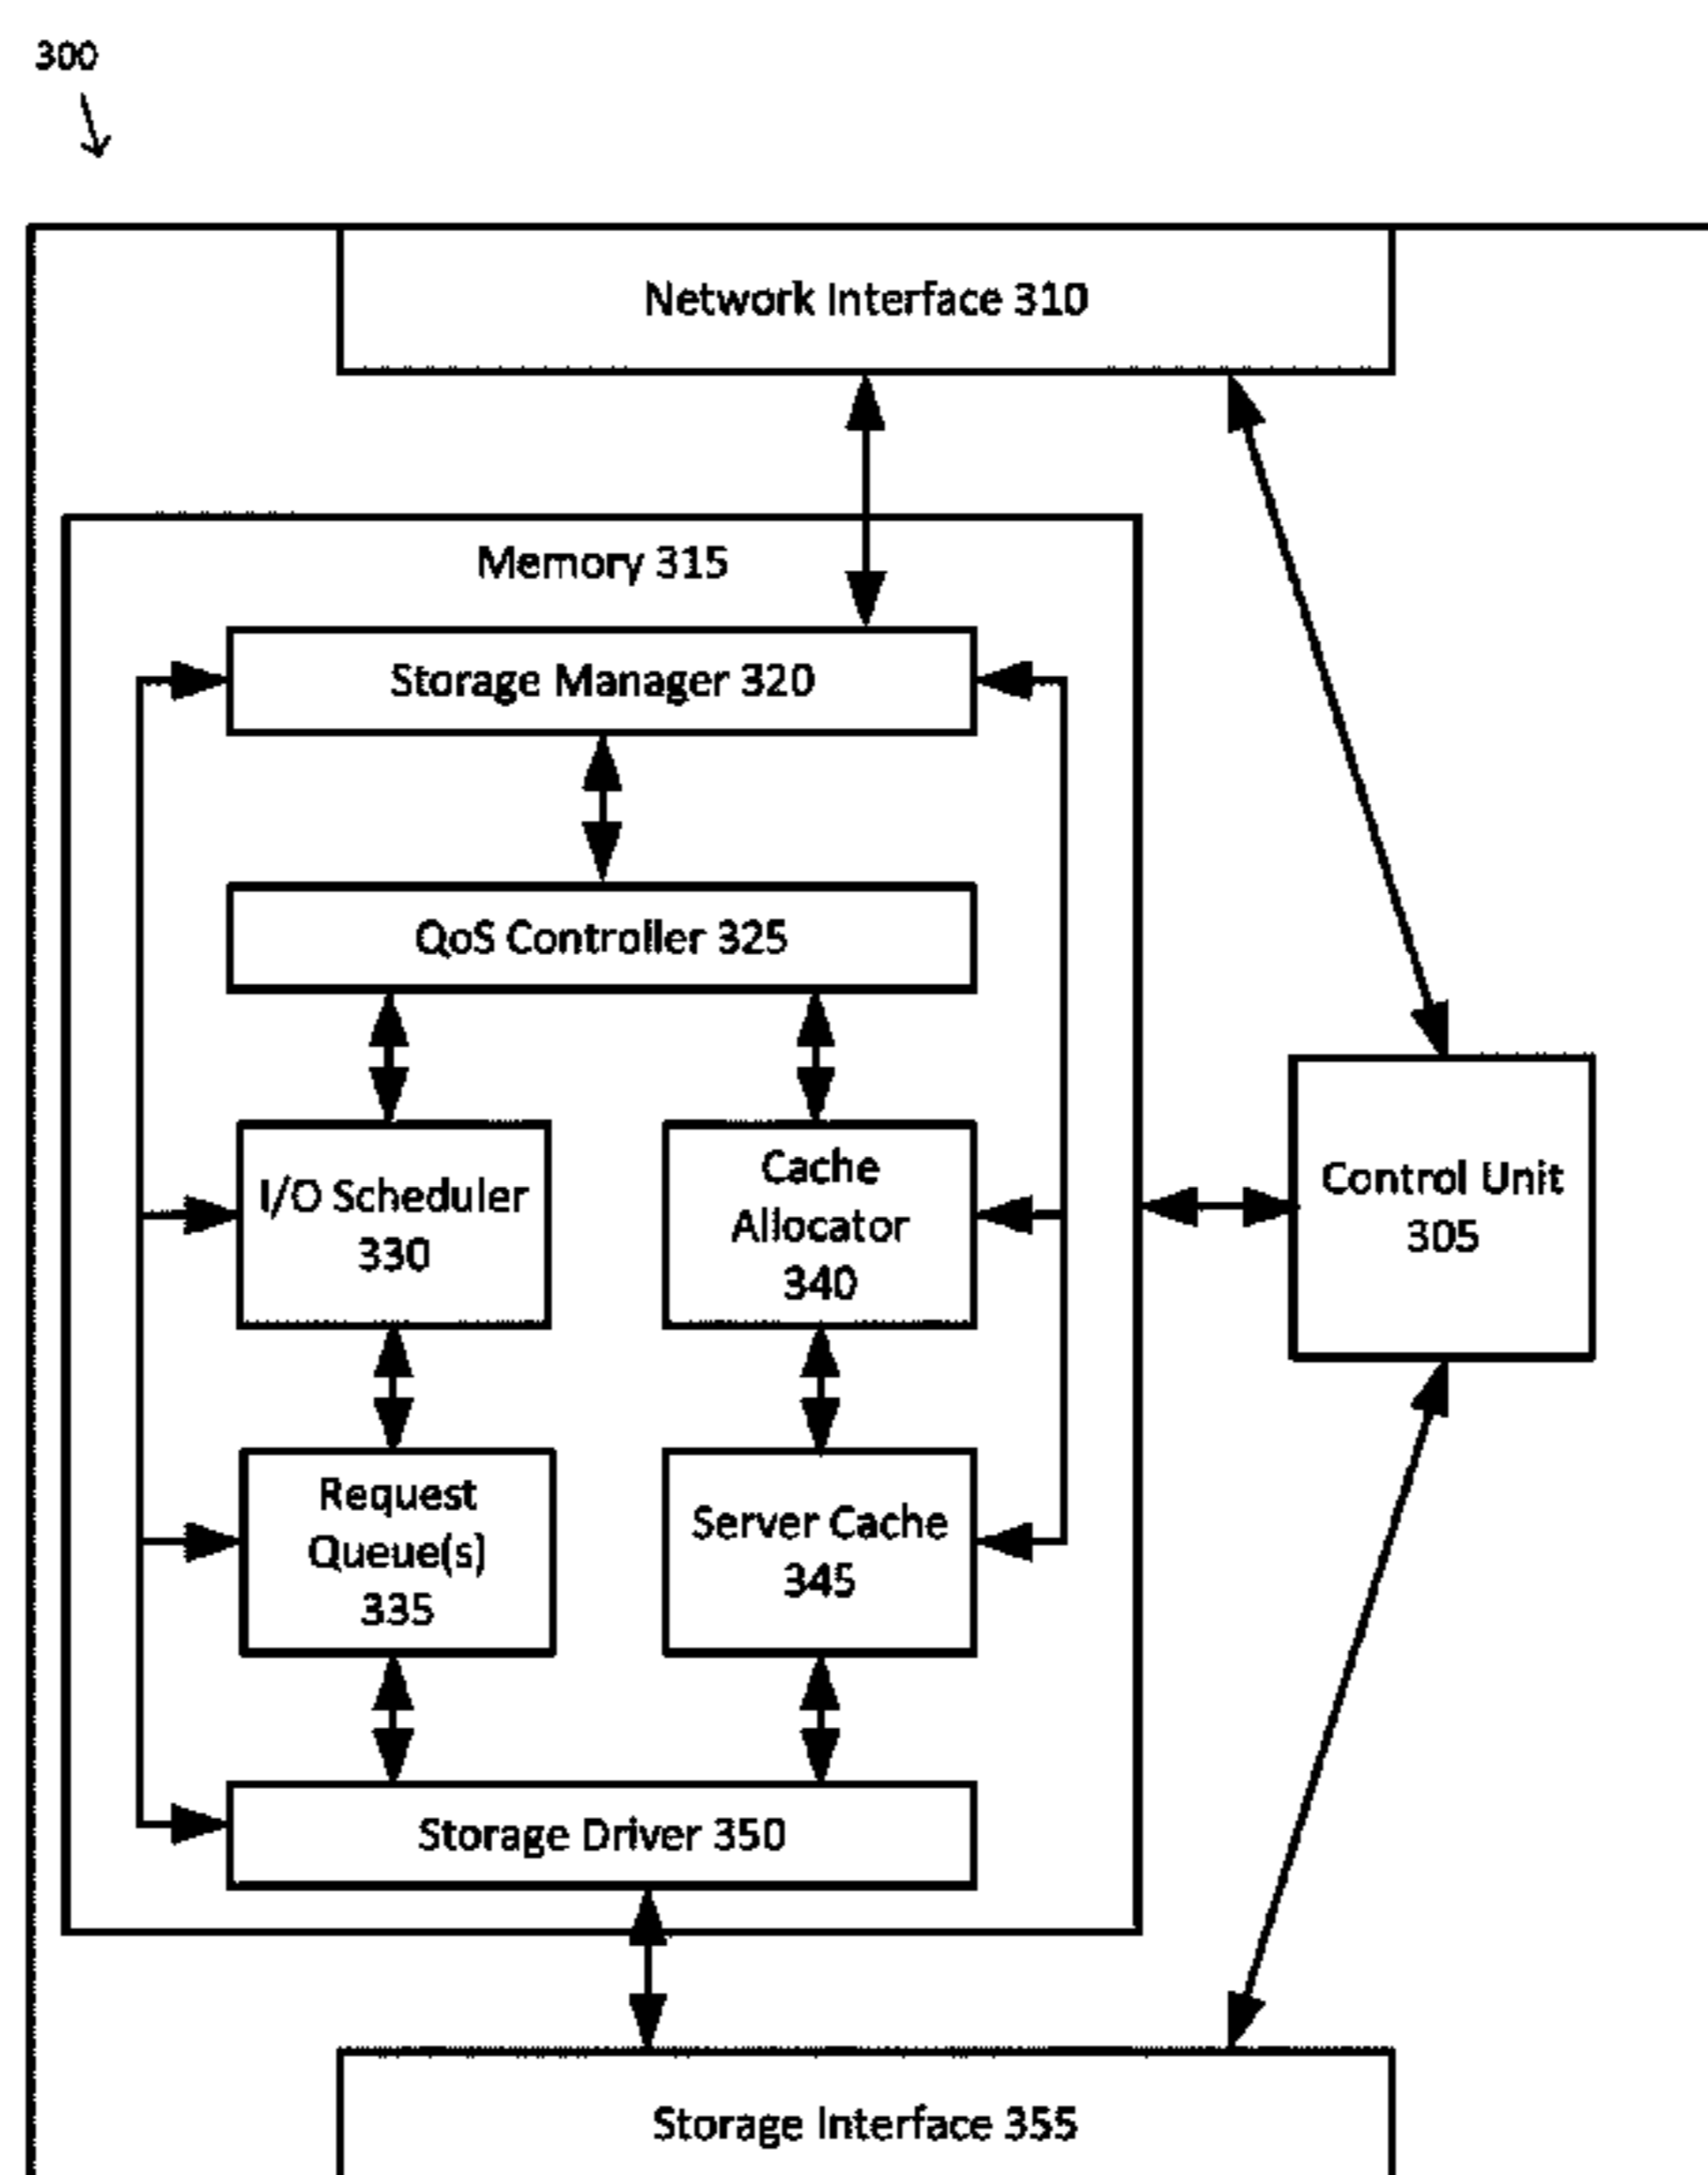 300
Network Interface 310
Memory 315
Storage Manager 320
QoS Controller 325
I/O Scheduler
330
Cache
Allocator
340
Control Unit
305
Request
Queue(s)
335
Server Cache
345
Storage Driver 350
Storage Interface 355